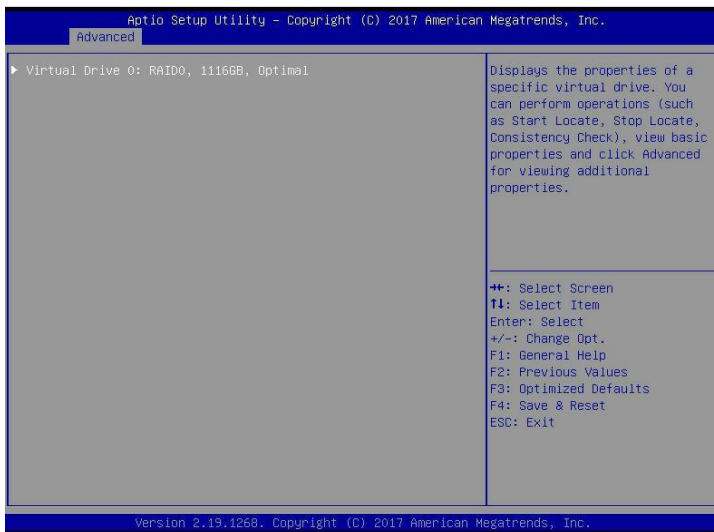 Aptio Setup Utility – Copyright (C) 2017 American Megatrends, Inc.
Advanced
▶ Virtual Drive 0: RAID0, 1116GB, Optimal
Displays the properties of a
specific virtual drive. You
can perform operations (such
as Start Locate, Stop Locate,
Consistency Check), view basic
properties and click Advanced
for viewing additional
properties.
→←: Select Screen
↑↓: Select Item
Enter: Select
+/-: Change Opt.
F1: General Help
F2: Previous Values
F3: Optimized Defaults
F4: Save & Reset
ESC: Exit
Version 2.19.1268. Copyright (C) 2017 American Megatrends, Inc.